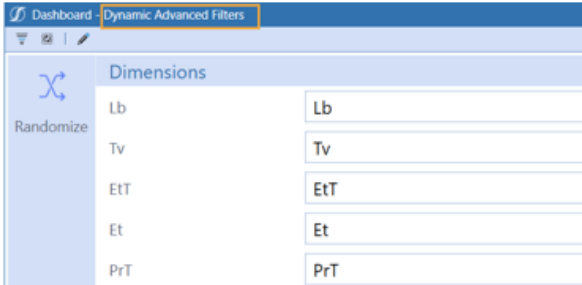 Dashboard - Dynamic Advanced Filters
Dimensions
Randomize
Lb Lb
Tv Tv
EtT EtT
Et Et
PrT PrT